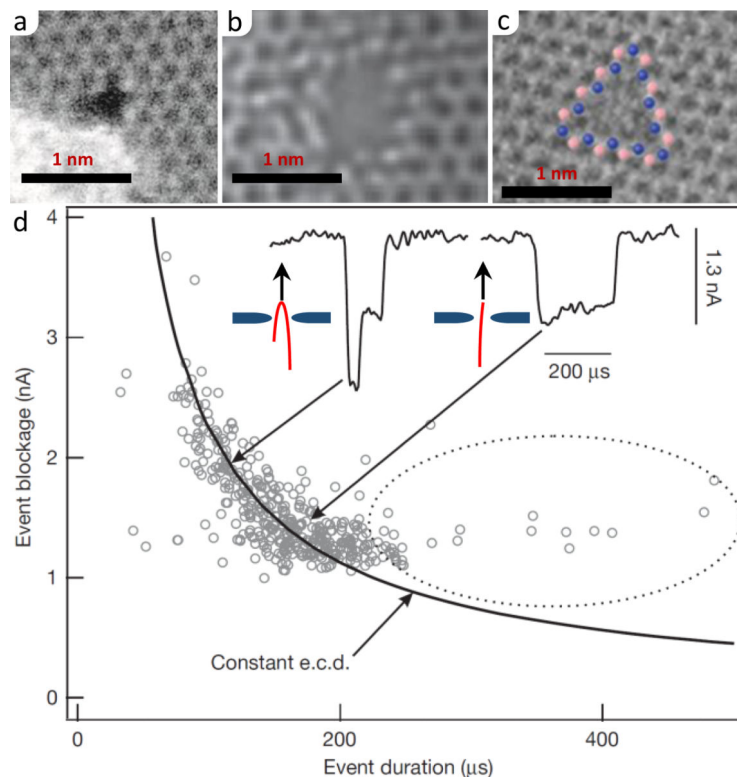 a
b
c
1 nm
1 nm
1 nm
d
4
3
2
1
0
Event blockage (nA)
1.3 nA
200 µs
Constant e.c.d.
0
200
400
Event duration (µs)